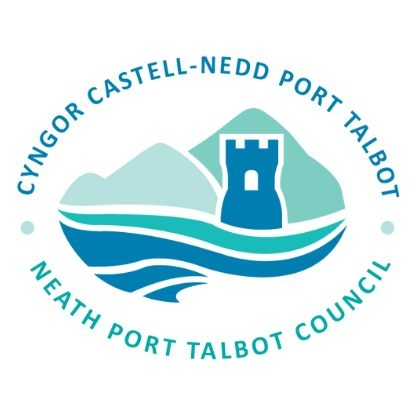 CYNGOR CASTELL-NEDD PORT TALBOT
NEATH PORT TALBOT COUNCIL